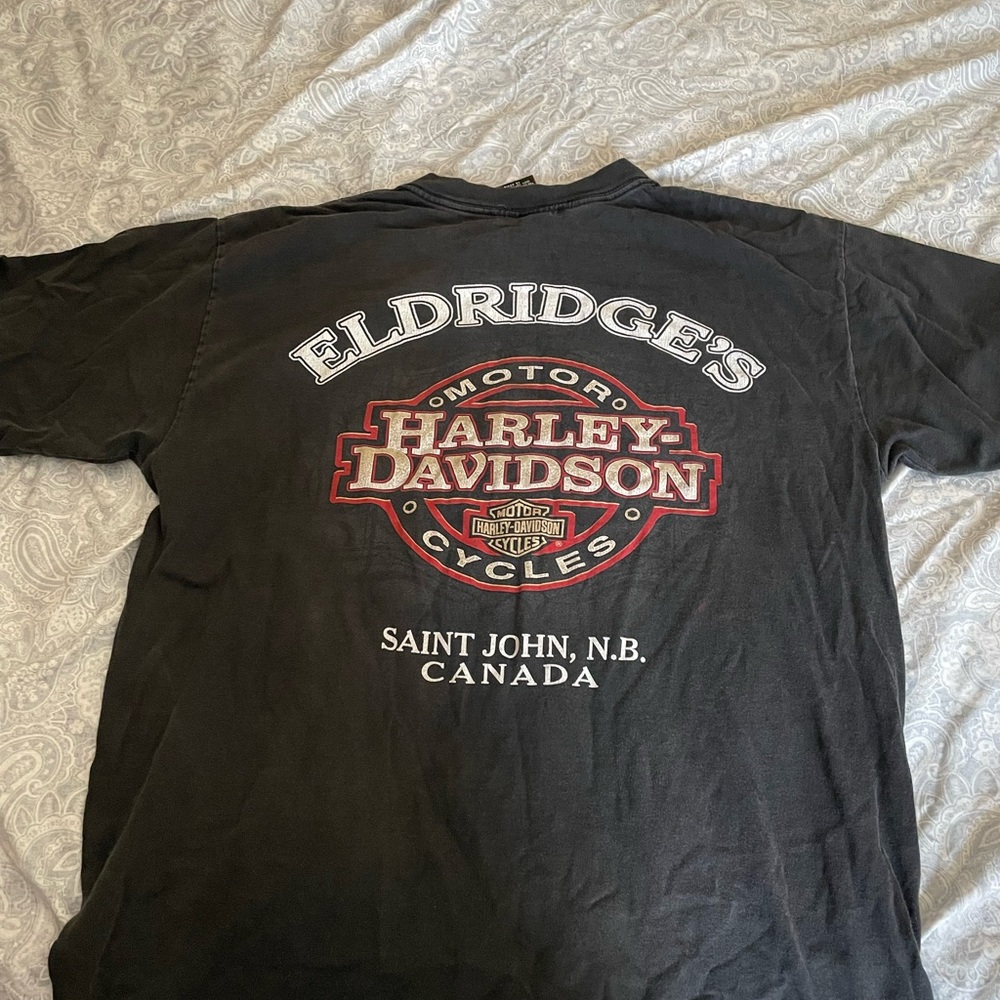 ELDRIDGE'S
MOTOR
HARLEY-
DAVIDSON
MOTOR
HARLEY-DAVIDSON
CYCLES
CYCLES
SAINT JOHN, N.B.
CANADA